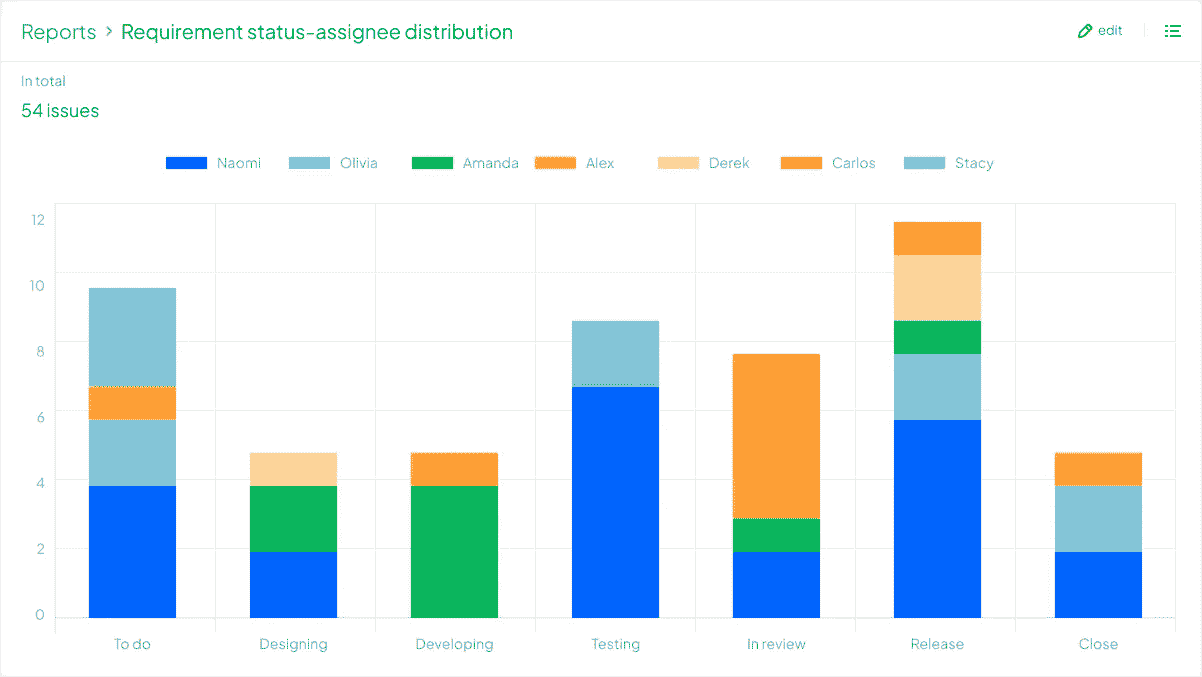 Reports > Requirement status-assignee distribution
edit
In total
54 issues
Naomi Olivia Amanda Alex Derek Carlos Stacy
12
10
8
6
4
2
0
To do Designing Developing Testing In review Release Close